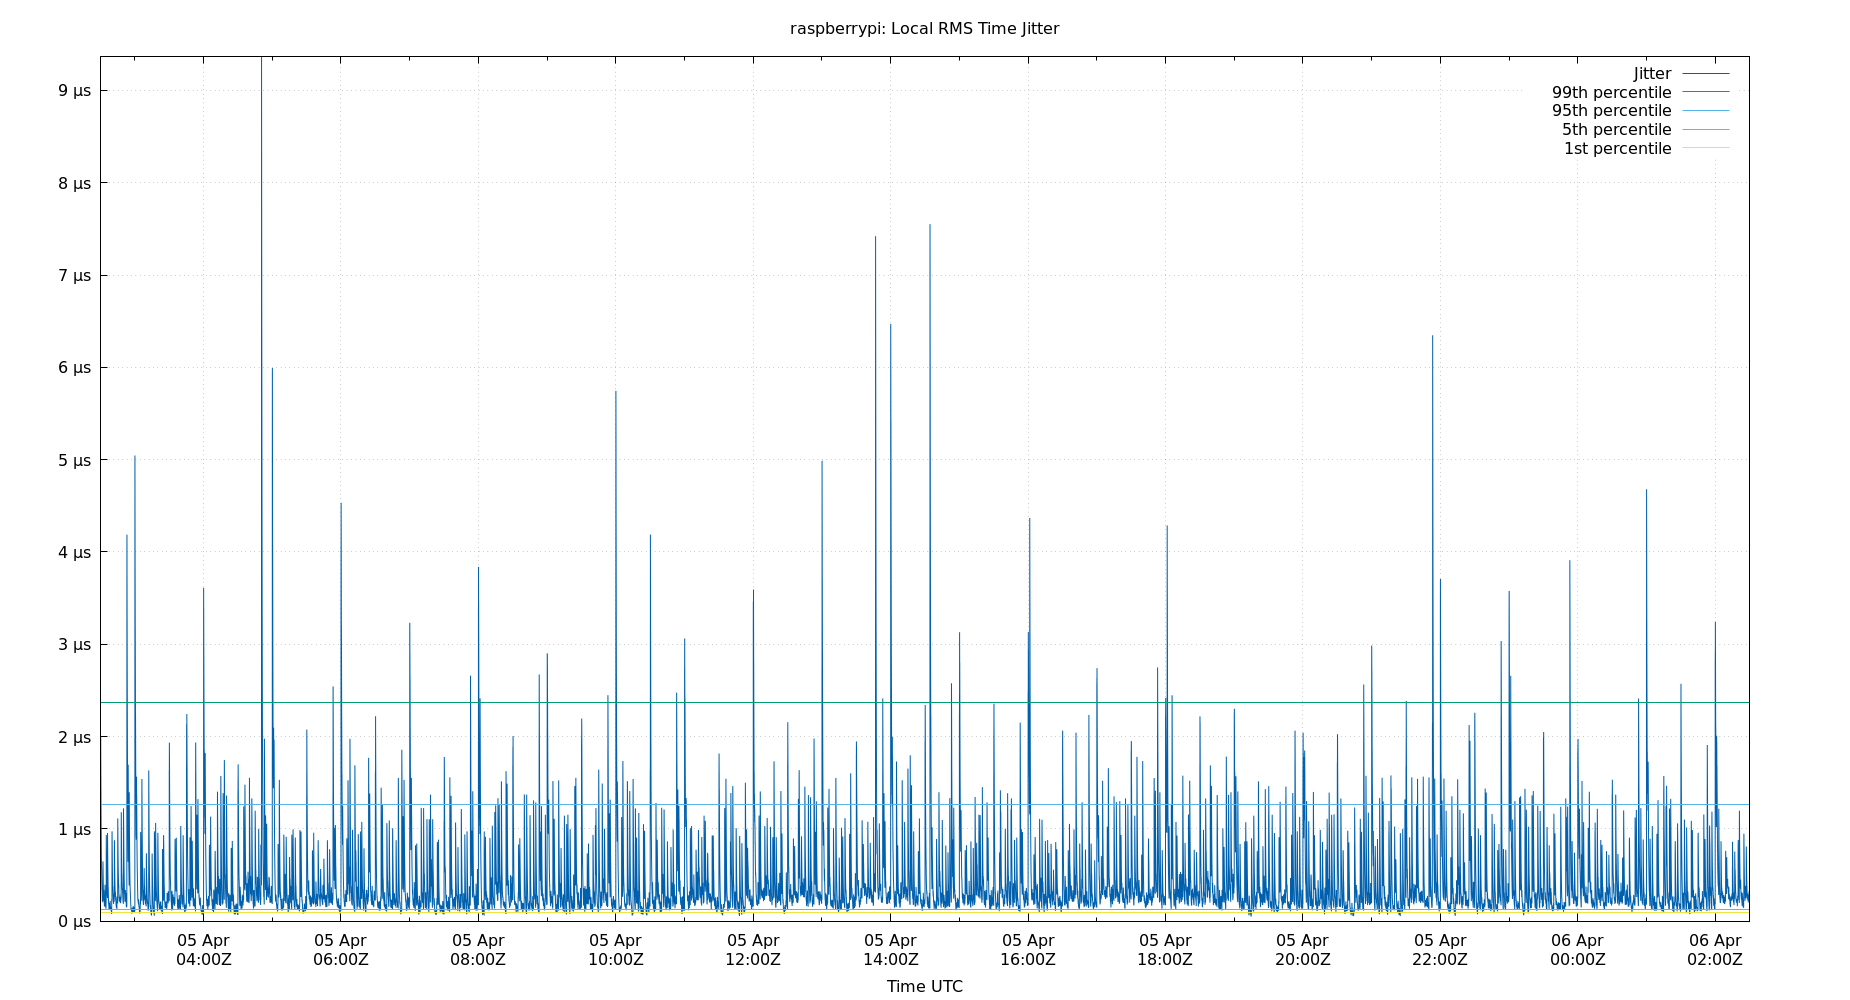 raspberrypi: Local RMS Time Jitter
Jitter
99th percentile
95th percentile
5th percentile
1st percentile
9 µs
8 µs
7 µs
6 µs
5 µs
4 µs
3 µs
2 µs
1 µs
0 µs
05 Apr 05 Apr 05 Apr 05 Apr 05 Apr 05 Apr 05 Apr 05 Apr 05 Apr 05 Apr 06 Apr 06 Apr
04:00Z 06:00Z 08:00Z 10:00Z 12:00Z 14:00Z 16:00Z 18:00Z 20:00Z 22:00Z 00:00Z 02:00Z
Time UTC